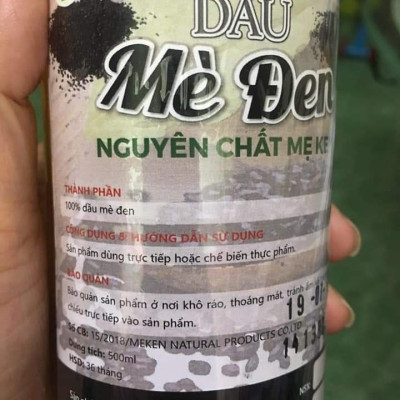 DẦU
Mè Đen
NGUYÊN CHẤT MẸ KE
THÀNH PHẦN
100% dầu mè đen
CÔNG DỤNG & HƯỚNG DẪN SỬ DỤNG
Sản phẩm dùng trực tiếp hoặc chế biến thực phẩm.
BẢO QUẢN
Bảo quản sản phẩm ở nơi khô ráo, thoáng mát, tránh
chiếu trực tiếp vào sản phẩm.
19
Số CB: 15/2018/MEKEN NATURAL PRODUCTS CO.LTD
Dung tích: 500ml
HSD: 36 tháng
NSX: